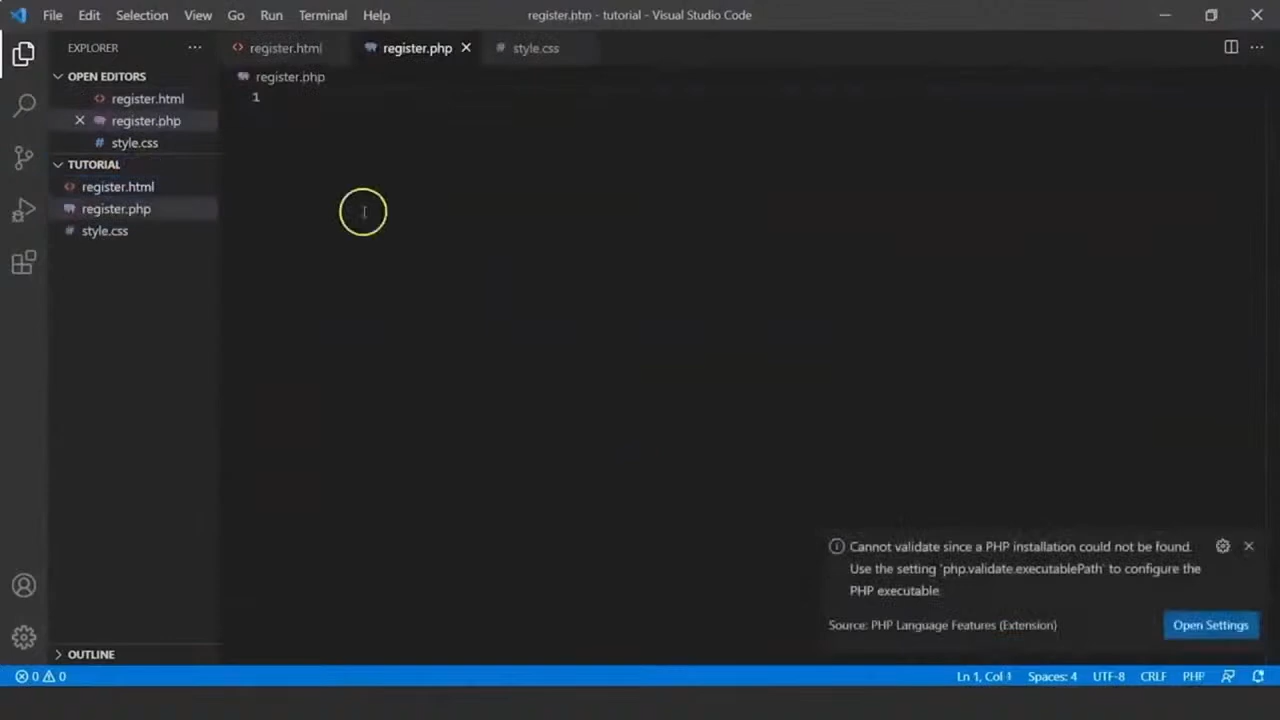 File Edit Selection View Go Run Terminal Help
register.php - tutorial - Visual Studio Code
EXPLORER ···
register.html register.php style.css ···
OPEN EDITORS
register.html
register.php
style.css
TUTORIAL
register.html
register.php
style.css
register.php
1
Cannot validate since a PHP installation could not be found.
Use the setting 'php.validate.executablePath' to configure the
PHP executable.
Source: PHP Language Features (Extension)
Open Settings
OUTLINE
0 0
Ln 1, Col 1 Spaces: 4 UTF-8 CRLF PHP